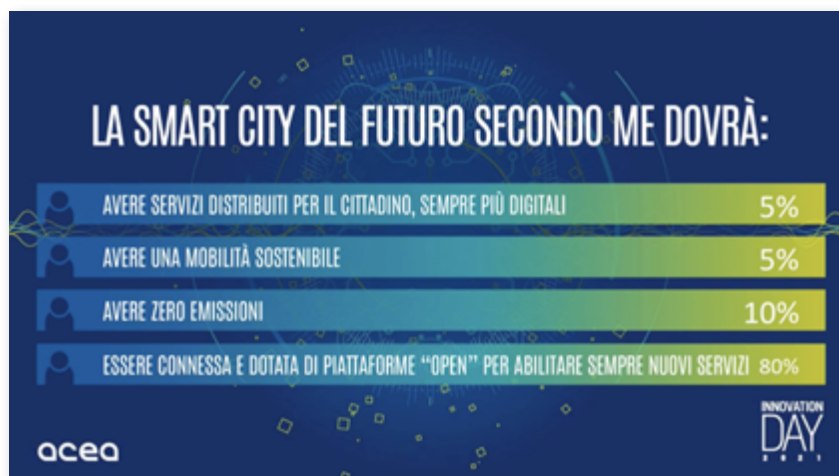 LA SMART CITY DEL FUTURO SECONDO ME DOVRÀ:
AVERE SERVIZI DISTRIBUITI PER IL CITTADINO, SEMPRE PIÙ DIGITALI 5%
AVERE UNA MOBILITÀ SOSTENIBILE 5%
AVERE ZERO EMISSIONI 10%
ESSERE CONNESSA E DOTATA DI PIATTAFORME “OPEN” PER ABILITARE SEMPRE NUOVI SERVIZI 80%
acea
INNOVATION
DAY
2021